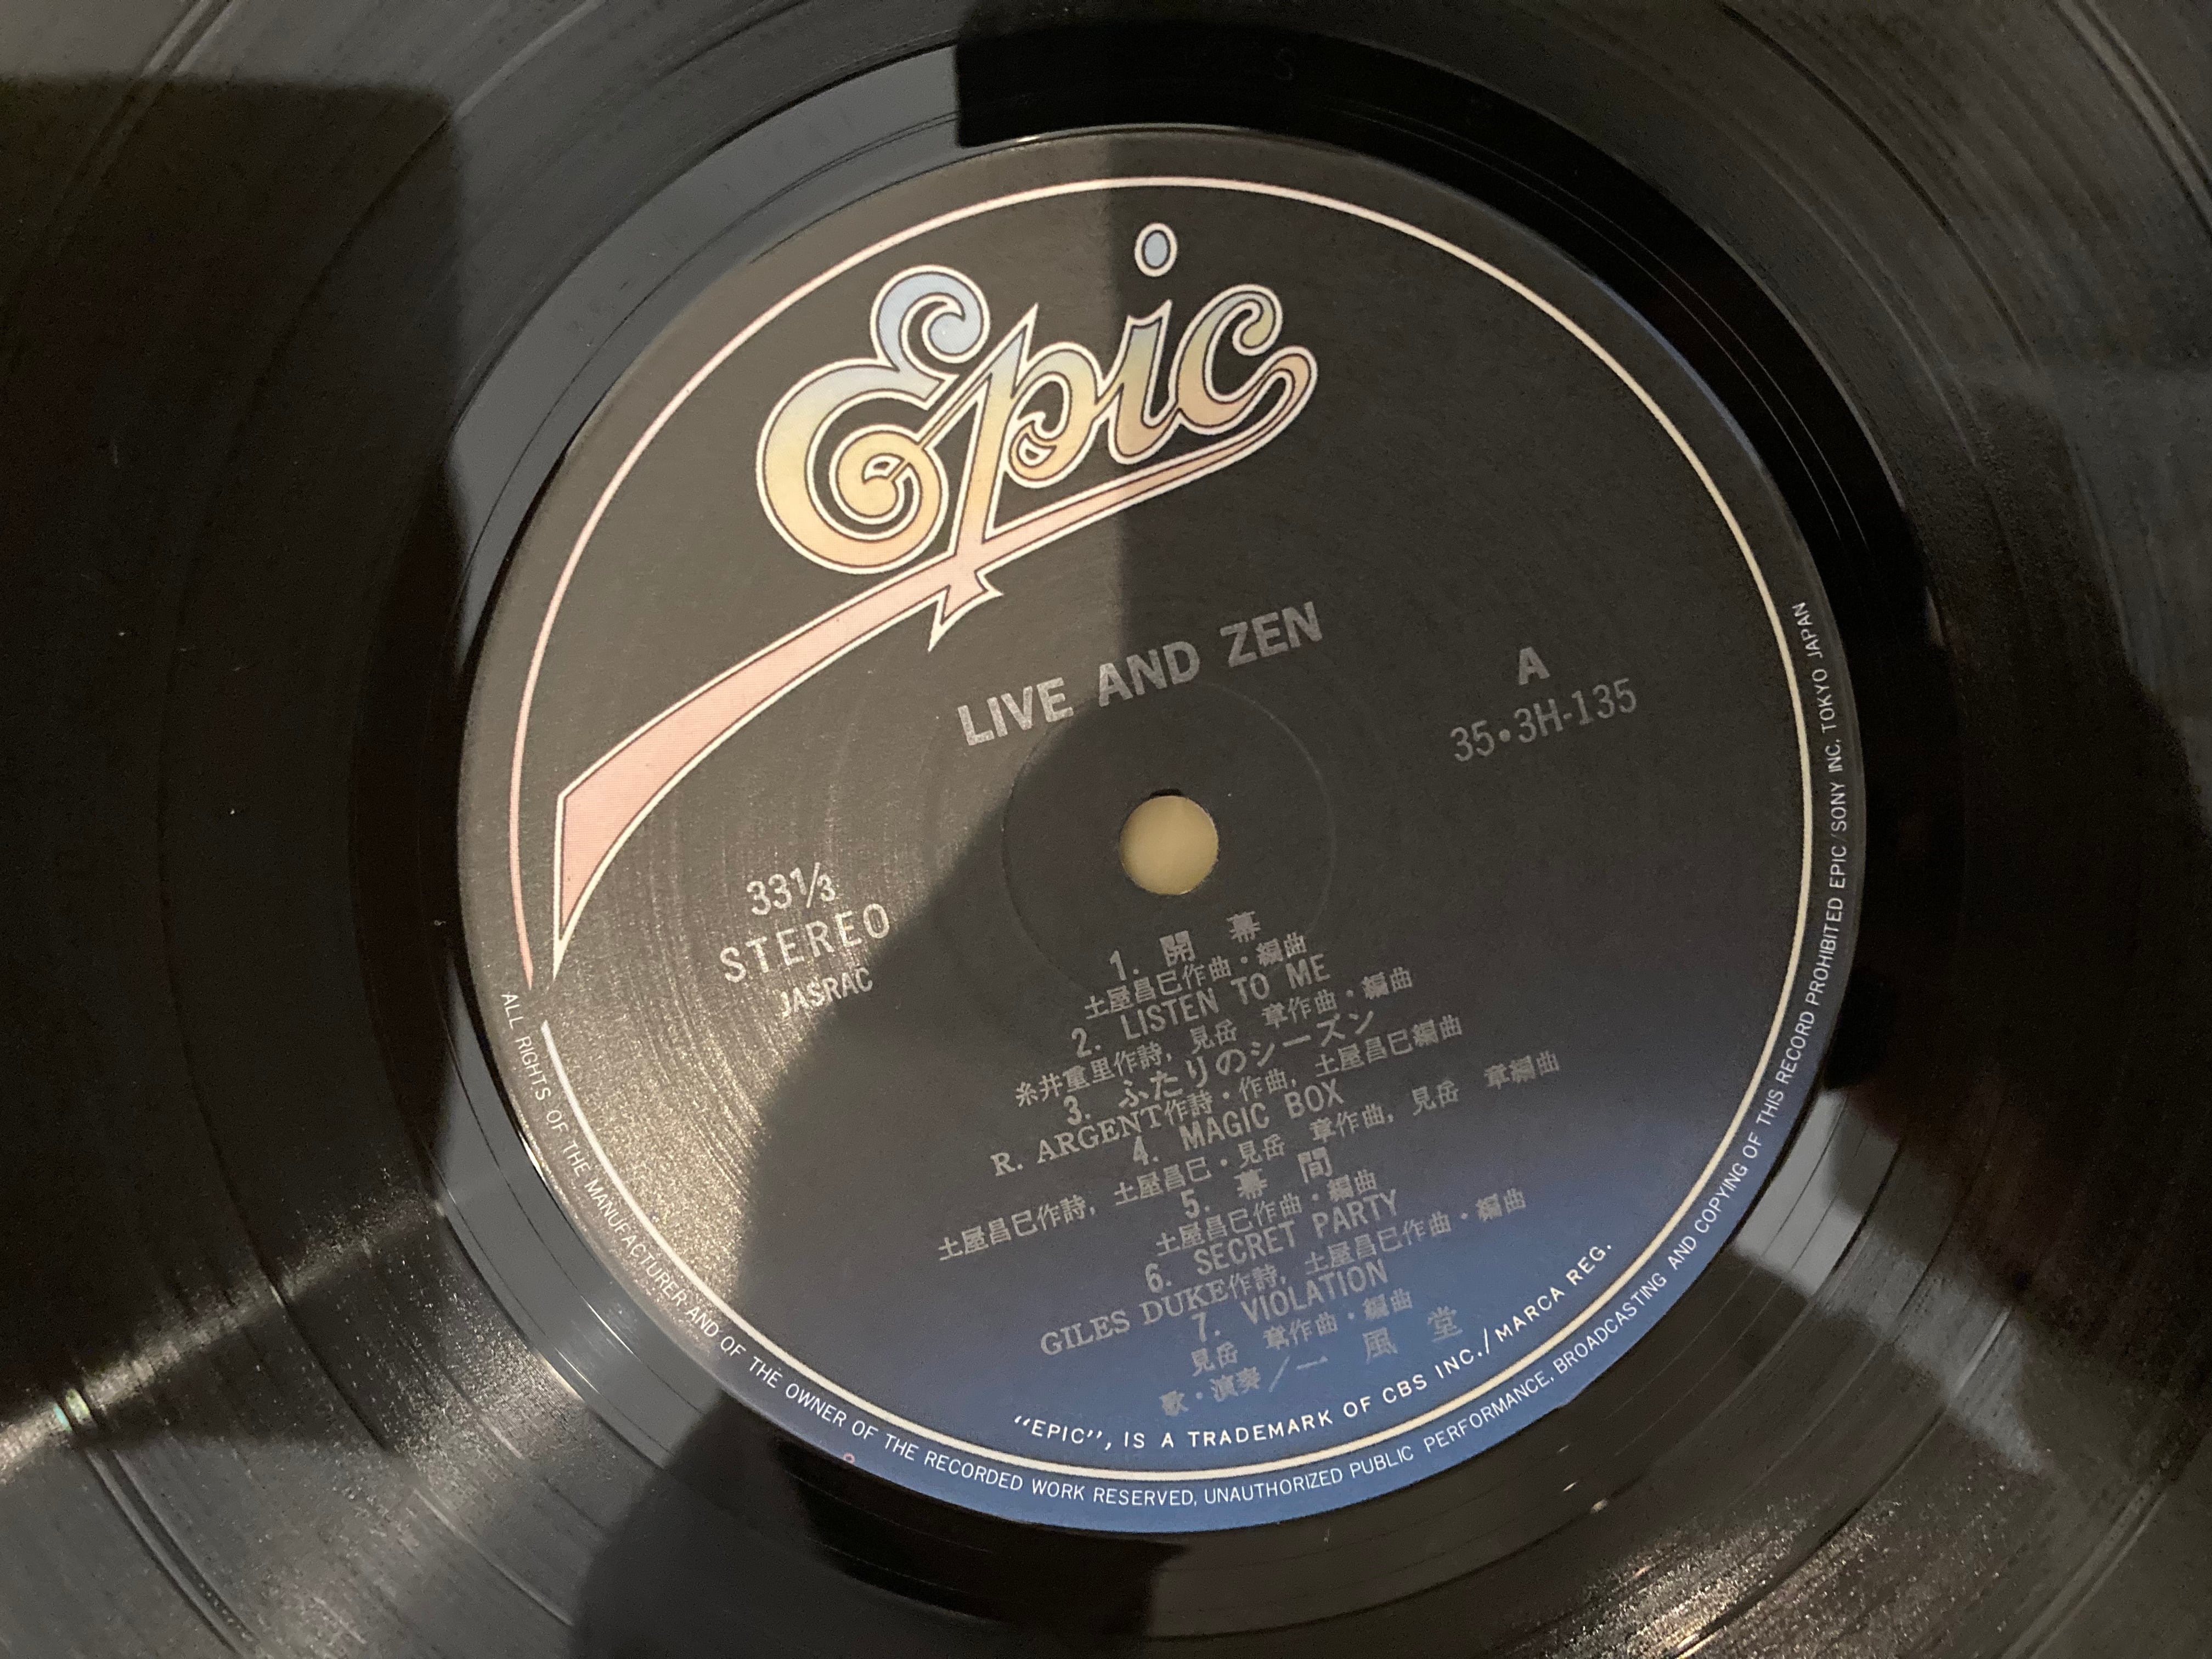 Epic
LIVE AND ZEN
A
35•3H-135
33 1/3
STEREO
JASRAC
1. 開 幕
土屋昌巳作曲・編曲
2. LISTEN TO ME
糸井重里作詩, 見岳 章作曲・編曲
3. ふたりのシーズン
R. ARGENT作詩・作曲, 土屋昌巳編曲
4. MAGIC BOX
土屋昌巳作詩, 土屋昌巳・見岳 章作曲, 見岳 章編曲
5. 幕 間
土屋昌巳作曲・編曲
6. SECRET PARTY
GILES DUKE作詩, 土屋昌巳作曲・編曲
7. VIOLATION
見岳 章作曲・編曲
歌・演奏/一 風 堂
"EPIC", IS A TRADEMARK OF CBS INC./MARCA REG.
ALL RIGHTS OF THE MANUFACTURER AND OF THE OWNER OF THE RECORDED WORK RESERVED, UNAUTHORIZED PUBLIC PERFORMANCE, BROADCASTING AND COPYING OF THIS RECORD PROHIBITED EPIC/SONY INC. TOKYO JAPAN